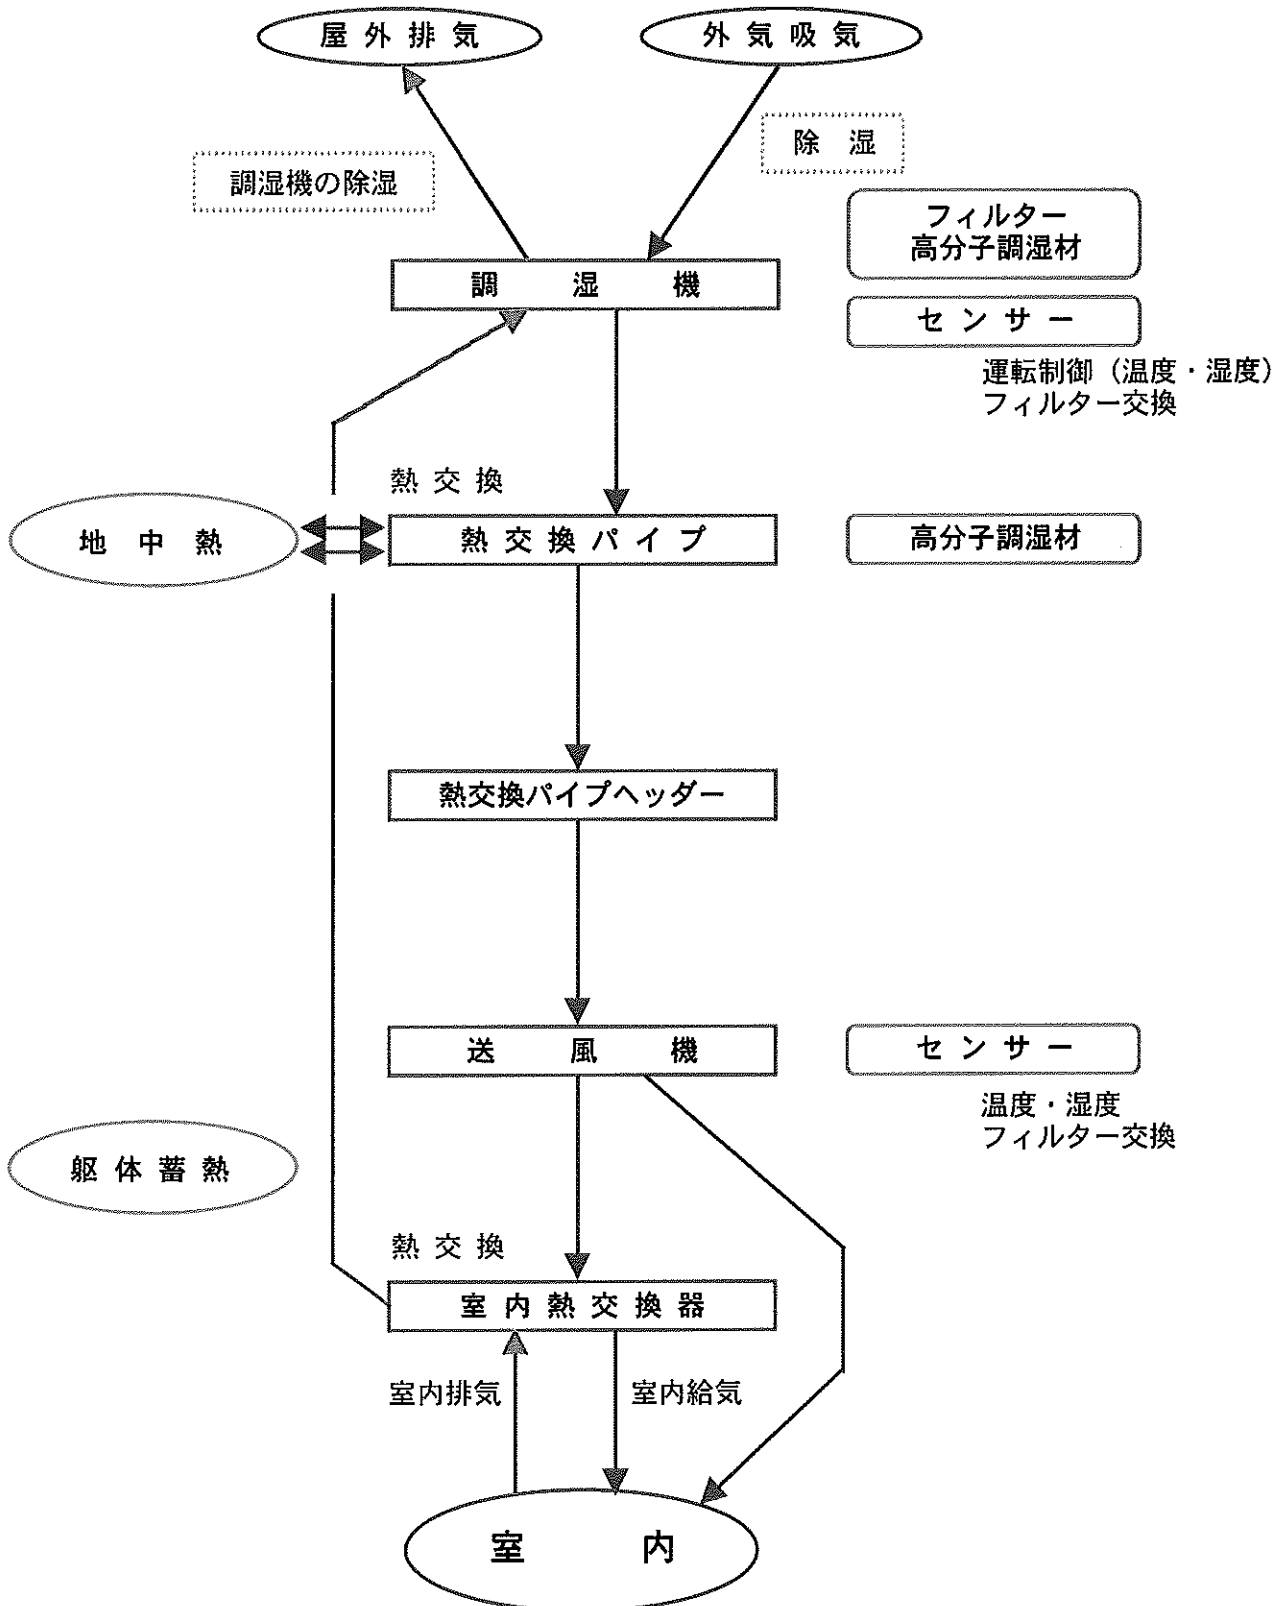 屋外排気
外気吸気
除 湿
調湿機の除湿
フィルター
高分子調湿材
調 湿 機
センサー
運転制御（温度・湿度）
フィルター交換
熱交換
地中熱
熱交換パイプ
高分子調湿材
熱交換パイプヘッダー
送 風 機
センサー
温度・湿度
フィルター交換
躯体蓄熱
熱交換
室内熱交換器
室内排気
室内給気
室 内